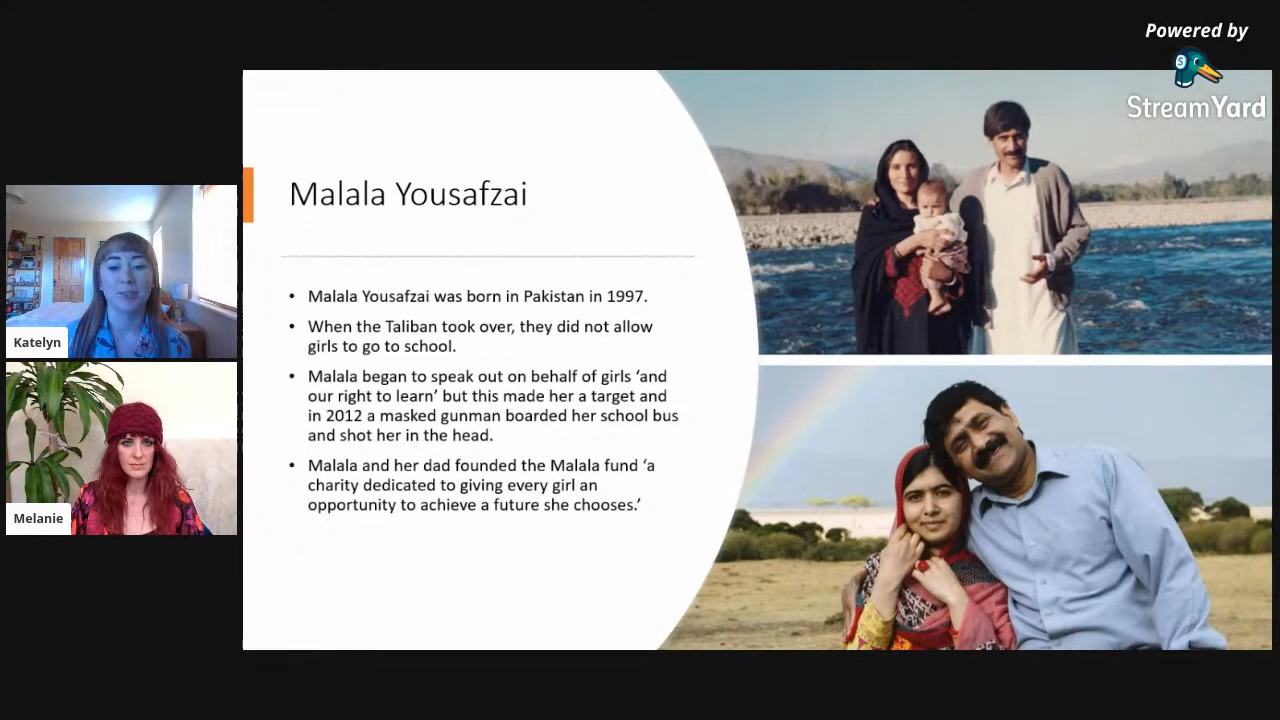 Powered by
StreamYard
Malala Yousafzai
• Malala Yousafzai was born in Pakistan in 1997.
• When the Taliban took over, they did not allow
girls to go to school.
• Malala began to speak out on behalf of girls ‘and
our right to learn’ but this made her a target and
in 2012 a masked gunman boarded her school bus
and shot her in the head.
• Malala and her dad founded the Malala fund ‘a
charity dedicated to giving every girl an
opportunity to achieve a future she chooses.’
Katelyn
Melanie